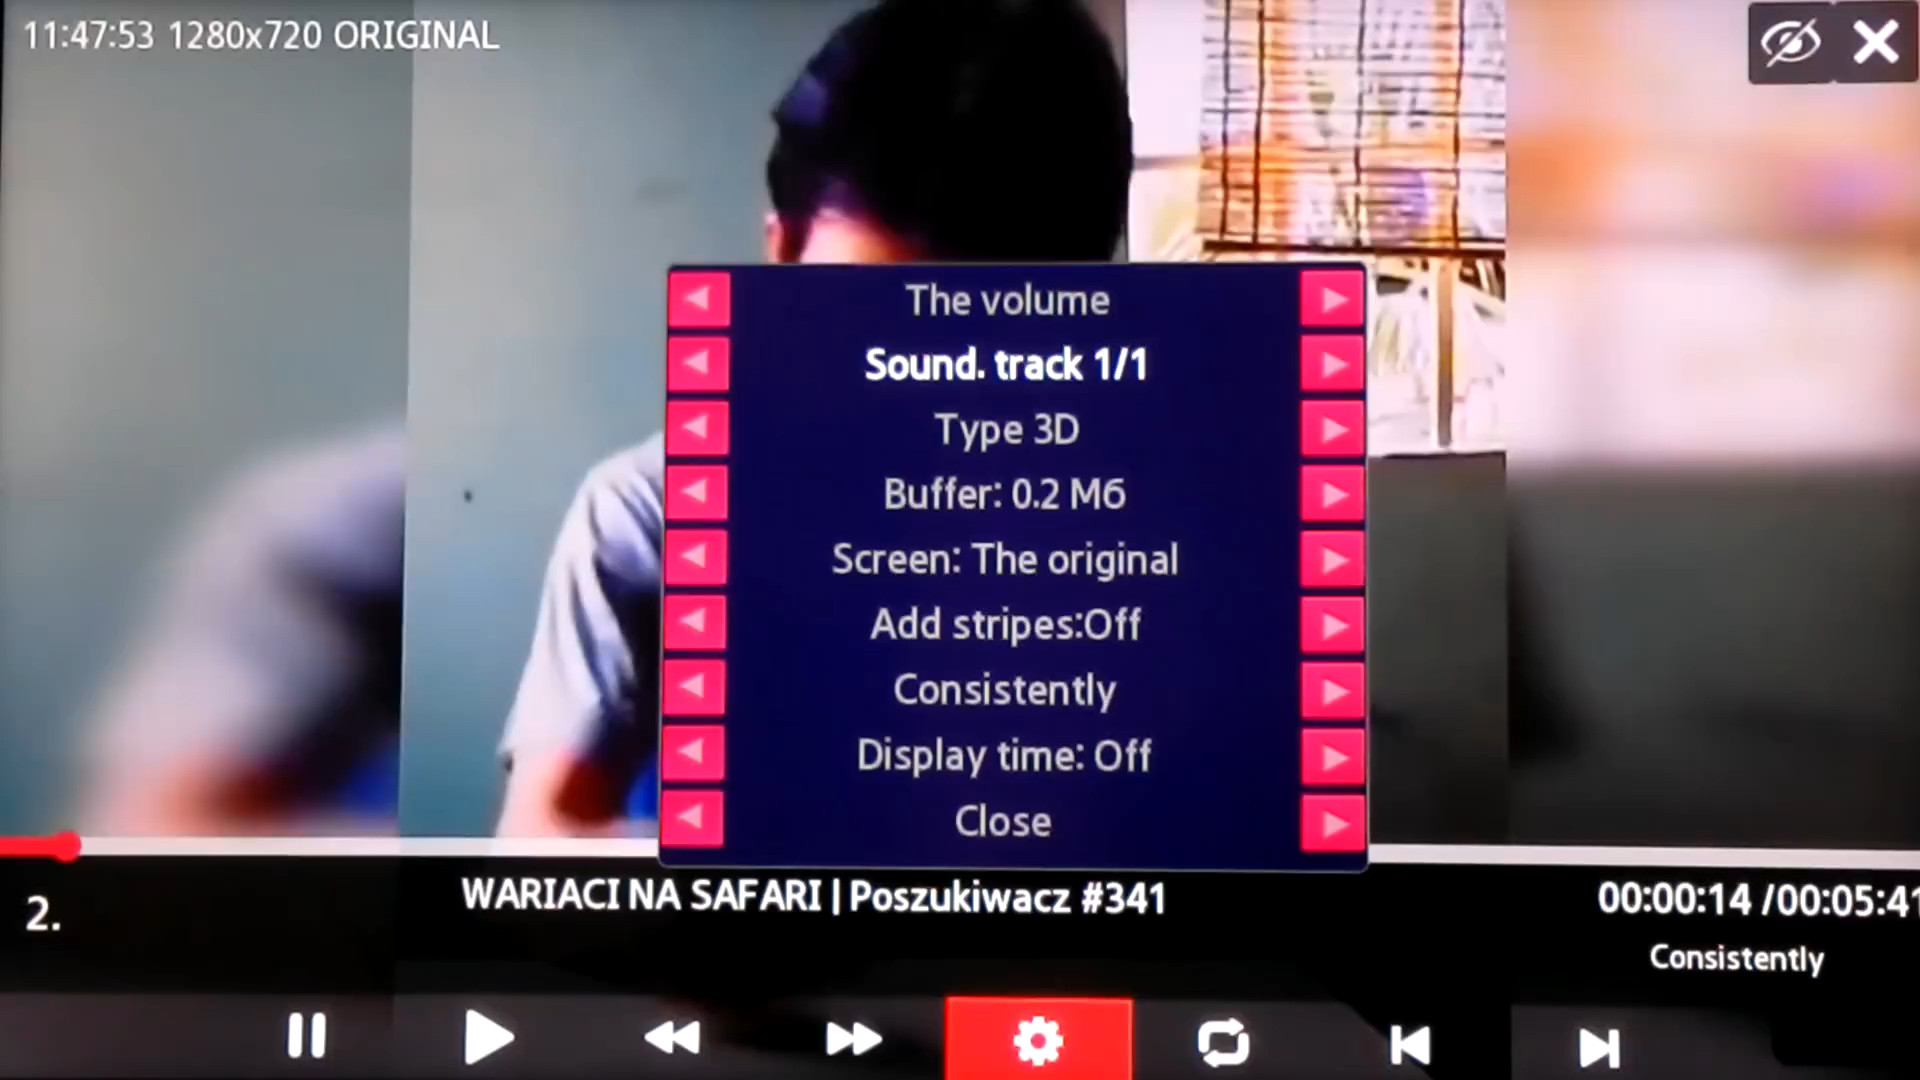 11:47:53 1280x720 ORIGINAL
The volume
Sound. track 1/1
Type 3D
Buffer: 0.2 Мб
Screen: The original
Add stripes:Off
Consistently
Display time: Off
Close
2.
WARIACI NA SAFARI | Poszukiwacz #341
00:00:14 /00:05:41
Consistently